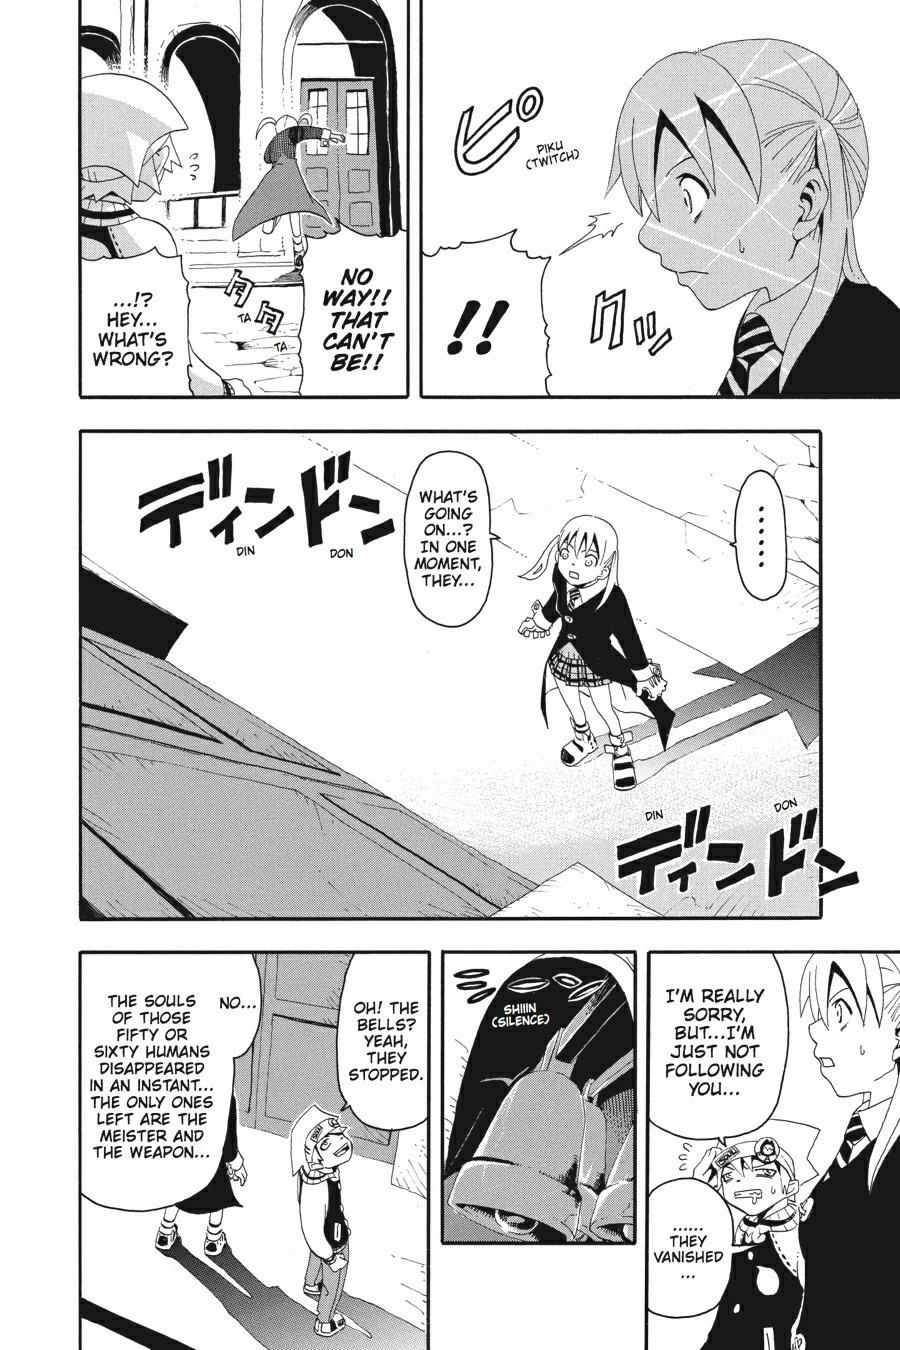 ピク
PIKU
(TWITCH)
クッ
!!
NO
WAY!!
THAT
CAN'T
BE!!
タタ
TA
TA
...!?
HEY...
WHAT'S
WRONG?
.......
WHAT'S
GOING
ON...?
IN ONE
MOMENT,
THEY...
ディンドン
DIN
DON
ディンドン
DIN
DON
I'M REALLY
SORRY,
BUT...I'M
JUST NOT
FOLLOWING
YOU...
......
THEY
VANISHED
...
SHIIIN
(SILENCE)
OH! THE
BELLS?
YEAH,
THEY
STOPPED.
SOUL
NO...
THE SOULS
OF THOSE
FIFTY OR
SIXTY HUMANS
DISAPPEARED
IN AN INSTANT...
THE ONLY ONES
LEFT ARE THE
MEISTER AND
THE WEAPON...